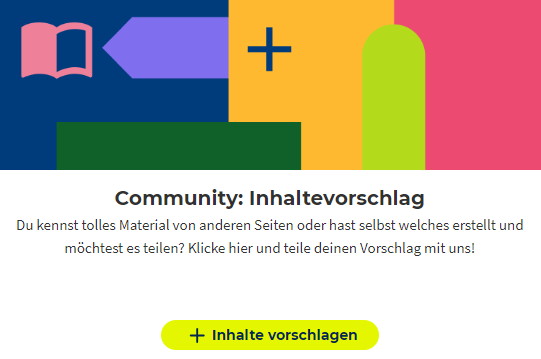 Community: Inhaltevorschlag
Du kennst tolles Material von anderen Seiten oder hast selbst welches erstellt und
möchtest es teilen? Klicke hier und teile deinen Vorschlag mit uns!
+ Inhalte vorschlagen